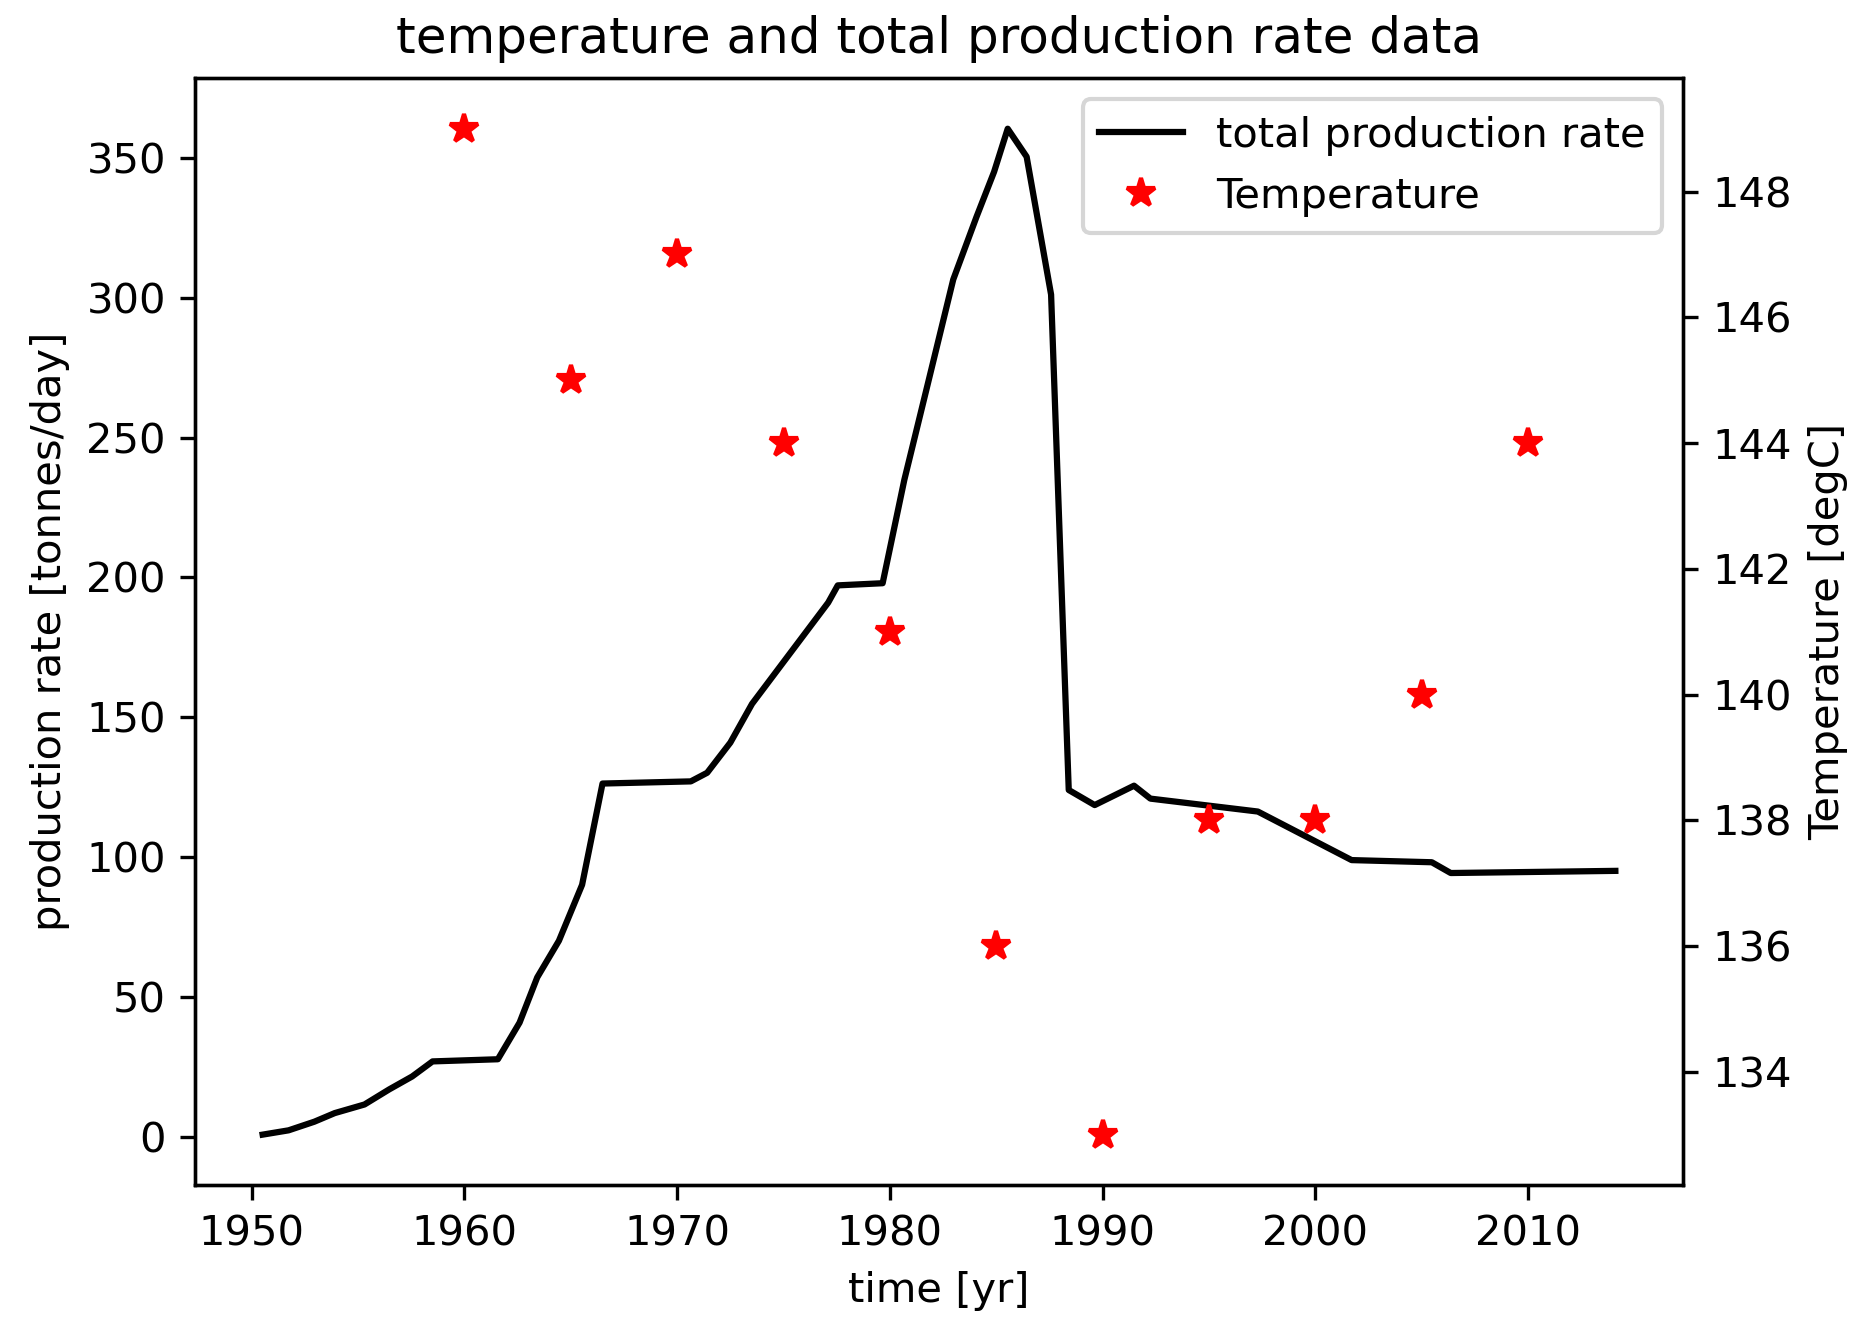 temperature and total production rate data
total production rate
Temperature
350
300
250
200
150
100
50
0
production rate [tonnes/day]
148
146
144
142
140
138
136
134
Temperature [degC]
1950 1960 1970 1980 1990 2000 2010
time [yr]